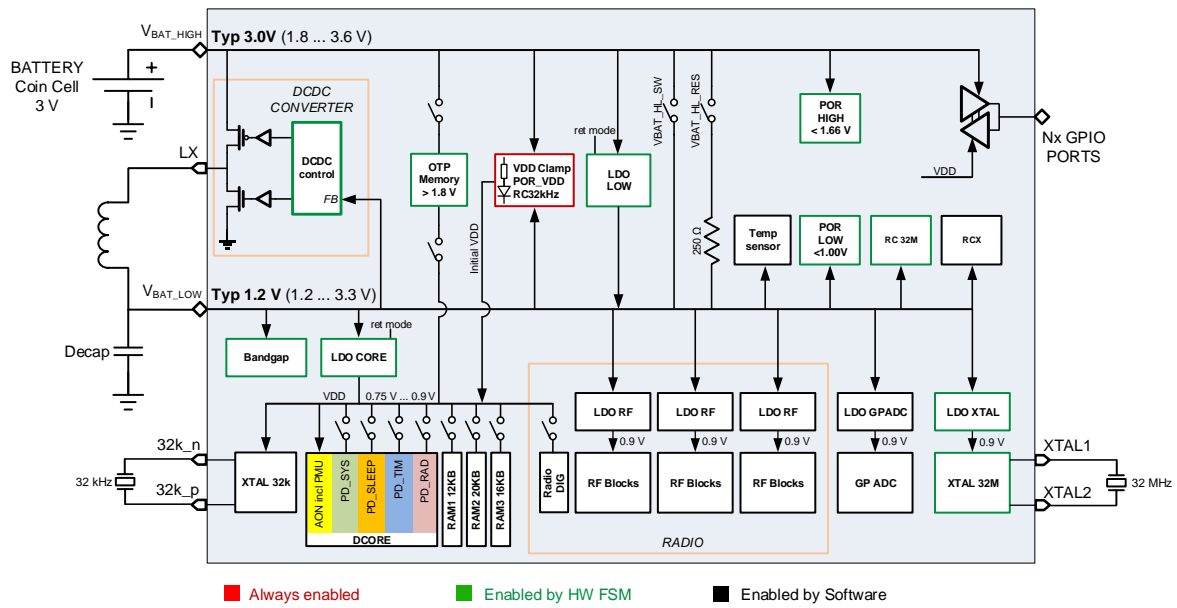 V_BAT_HIGH
Typ 3.0V (1.8 ... 3.6 V)
BATTERY
Coin Cell
3 V
+
DCDC
CONVERTER
DCDC
control
FB
LX
OTP
Memory
> 1.8 V
VDD Clamp
POR_VDD
RC32kHz
ret mode
LDO
LOW
VBAT_HL_SW
VBAT_HL_RES
250 Ω
POR
HIGH
< 1.66 V
VDD
Nx GPIO
PORTS
Initial VDD
Temp
sensor
POR
LOW
<1.00V
RC 32M
RCX
V_BAT_LOW
Typ 1.2 V (1.2 ... 3.3 V)
Decap
Bandgap
LDO CORE
ret mode
VDD
0.75 V ... 0.9 V
LDO RF
LDO RF
LDO RF
LDO GPADC
LDO XTAL
0.9 V
0.9 V
0.9 V
0.9 V
0.9 V
32k_n
32 kHz
32k_p
XTAL 32k
AON incl PMU
PD_SYS
PD_SLEEP
PD_TIM
PD_RAD
DCORE
RAM1 12KB
RAM2 20KB
RAM3 16KB
Radio
DIG
RF Blocks
RF Blocks
RF Blocks
RADIO
GP ADC
XTAL 32M
XTAL1
32 MHz
XTAL2
Always enabled
Enabled by HW FSM
Enabled by Software